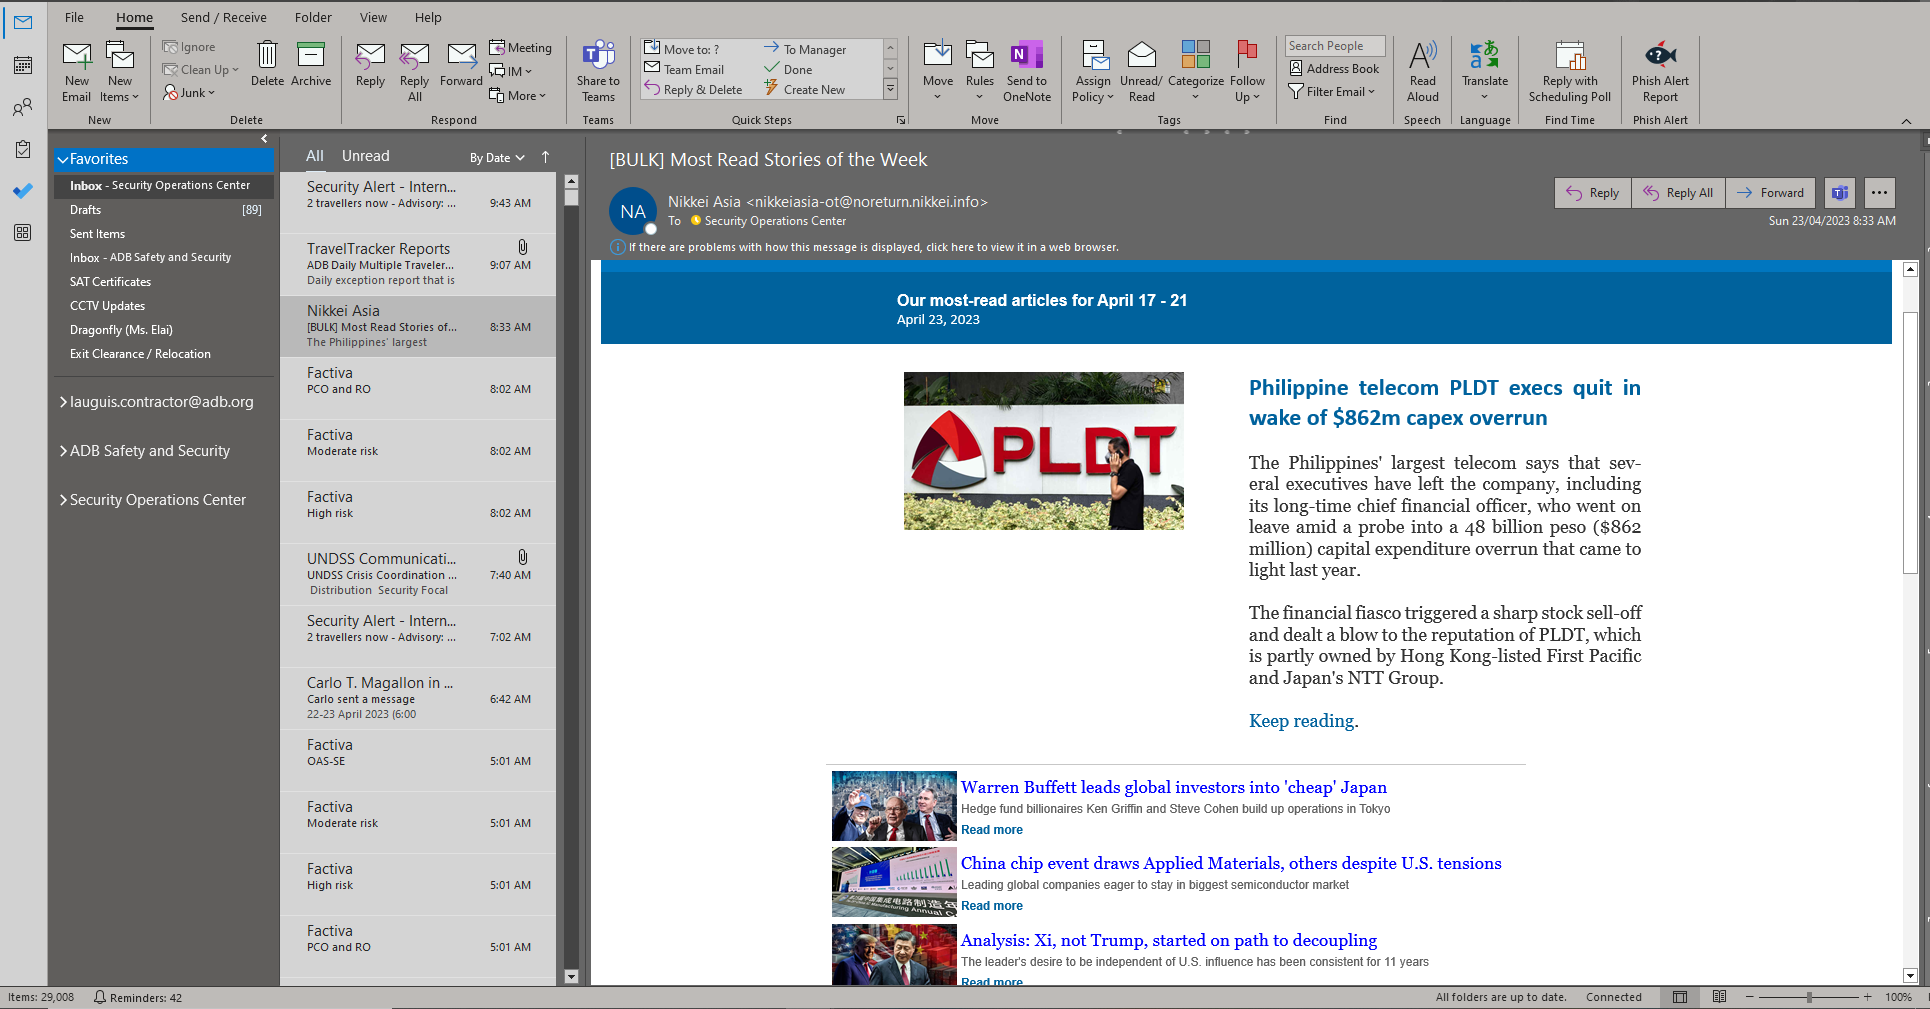 File Home Send / Receive Folder View Help
New Email
New Items
New
Ignore
Clean Up
Junk
Delete
Archive
Delete
Reply
Reply All
Forward
Meeting
IM
More
Respond
Share to Teams
Teams
Move to: ?
Team Email
Reply & Delete
To Manager
Done
Create New
Quick Steps
Move
Rules
Send to OneNote
Move
Assign Policy
Unread/ Read
Categorize
Follow Up
Tags
Search People
Address Book
Filter Email
Find
Read Aloud
Speech
Translate
Language
Reply with Scheduling Poll
Find Time
Phish Alert Report
Phish Alert
Favorites
Inbox - Security Operations Center
Drafts [89]
Sent Items
Inbox - ADB Safety and Security
SAT Certificates
CCTV Updates
Dragonfly (Ms. Elai)
Exit Clearance / Relocation
lauguis.contractor@adb.org
ADB Safety and Security
Security Operations Center
All Unread By Date
Security Alert - Intern...
2 travellers now - Advisory: ... 9:43 AM
TravelTracker Reports
ADB Daily Multiple Traveler... 9:07 AM
Daily exception report that is
Nikkei Asia
[BULK] Most Read Stories of... 8:33 AM
The Philippines' largest
Factiva
PCO and RO 8:02 AM
Factiva
Moderate risk 8:02 AM
Factiva
High risk 8:02 AM
UNDSS Communicati...
UNDSS Crisis Coordination ... 7:40 AM
Distribution Security Focal
Security Alert - Intern...
2 travellers now - Advisory: ... 7:02 AM
Carlo T. Magallon in ...
Carlo sent a message 6:42 AM
22-23 April 2023 (6:00
Factiva
OAS-SE 5:01 AM
Factiva
Moderate risk 5:01 AM
Factiva
High risk 5:01 AM
Factiva
PCO and RO 5:01 AM
[BULK] Most Read Stories of the Week
NA
Nikkei Asia <nikkeiasia-ot@noreturn.nikkei.info>
To Security Operations Center
Reply Reply All Forward
Sun 23/04/2023 8:33 AM
If there are problems with how this message is displayed, click here to view it in a web browser.
Our most-read articles for April 17 - 21
April 23, 2023
PLDT
Philippine telecom PLDT execs quit in
wake of $862m capex overrun
The Philippines' largest telecom says that sev-
eral executives have left the company, including
its long-time chief financial officer, who went on
leave amid a probe into a 48 billion peso ($862
million) capital expenditure overrun that came to
light last year.
The financial fiasco triggered a sharp stock sell-off
and dealt a blow to the reputation of PLDT, which
is partly owned by Hong Kong-listed First Pacific
and Japan's NTT Group.
Keep reading.
Warren Buffett leads global investors into 'cheap' Japan
Hedge fund billionaires Ken Griffin and Steve Cohen build up operations in Tokyo
Read more
China chip event draws Applied Materials, others despite U.S. tensions
Leading global companies eager to stay in biggest semiconductor market
Read more
Analysis: Xi, not Trump, started on path to decoupling
The leader's desire to be independent of U.S. influence has been consistent for 11 years
Read more
Items: 29,008 Reminders: 42 All folders are up to date. Connected 100%